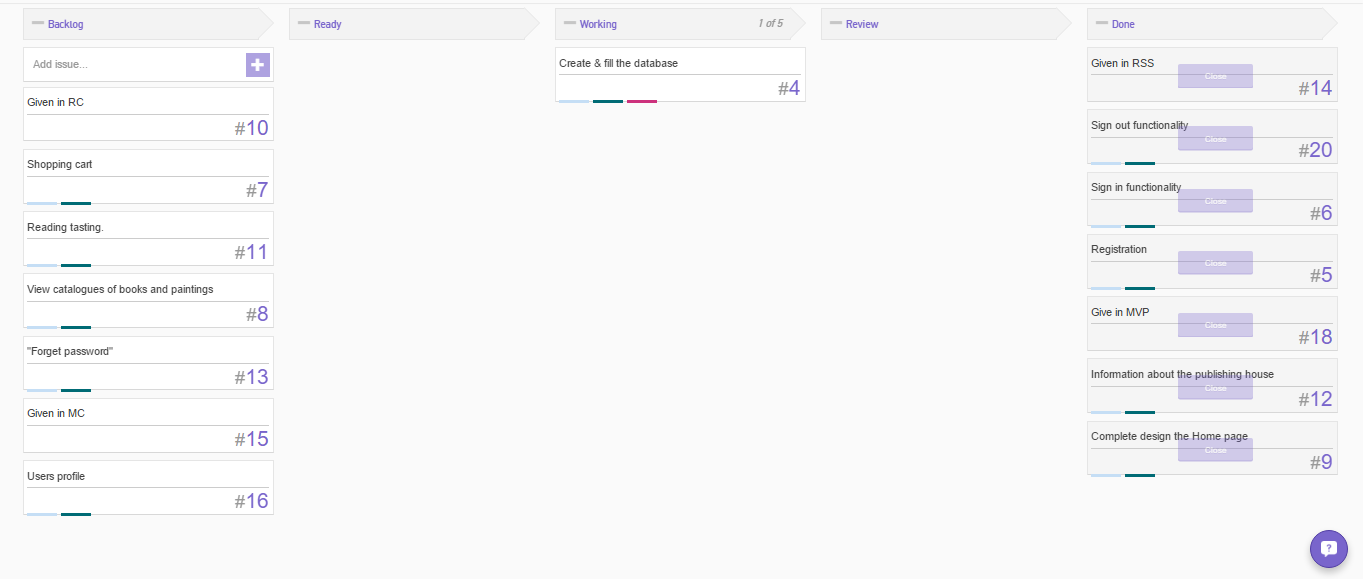 Backlog
Add issue...
Given in RC
#10
Shopping cart
#7
Reading tasting.
#11
View catalogues of books and paintings
#8
"Forget password"
#13
Given in MC
#15
Users profile
#16
Ready
Working 1 of 5
Create & fill the database
#4
Review
Done
Given in RSS
Close
#14
Sign out functionality
Close
#20
Sign in functionality
Close
#6
Registration
Close
#5
Give in MVP
Close
#18
Information about the publishing house
Close
#12
Complete design the Home page
Close
#9